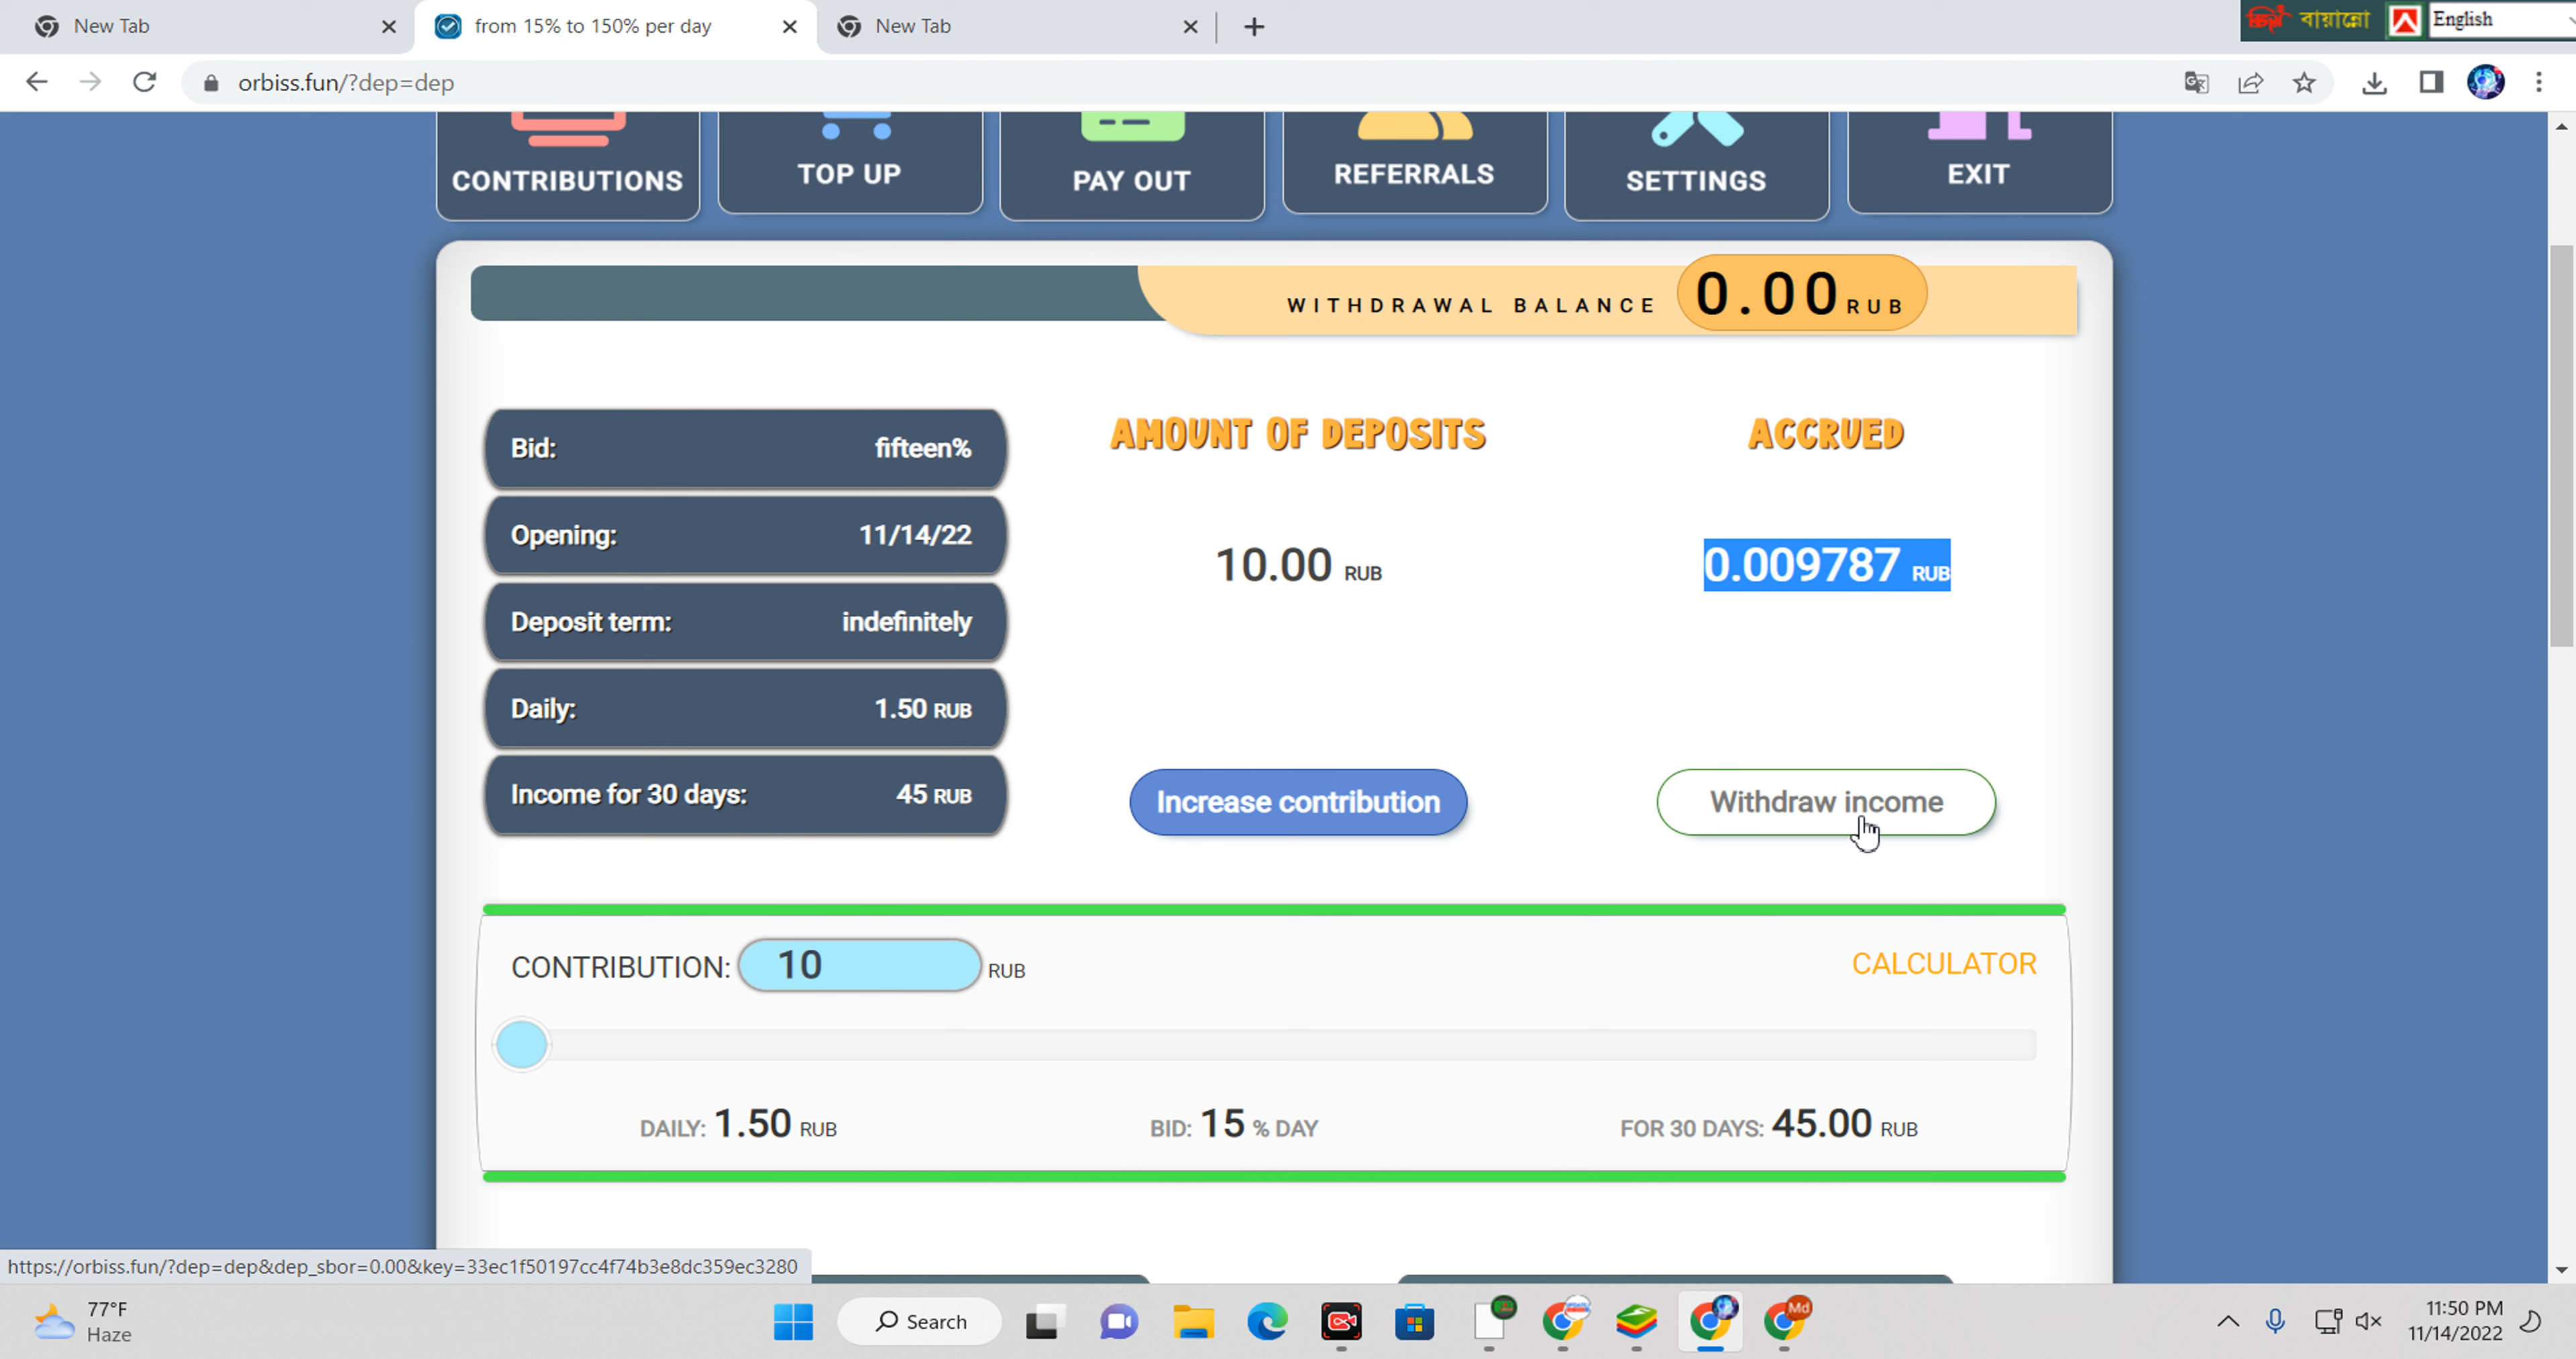 New Tab
from 15% to 150% per day
New Tab
বায়ান্নো
English
orbiss.fun/?dep=dep
CONTRIBUTIONS
TOP UP
PAY OUT
REFERRALS
SETTINGS
EXIT
WITHDRAWAL BALANCE 0.00 RUB
Bid: fifteen%
Opening: 11/14/22
Deposit term: indefinitely
Daily: 1.50 RUB
Income for 30 days: 45 RUB
AMOUNT OF DEPOSITS
10.00 RUB
Increase contribution
ACCRUED
0.009787 RUB
Withdraw income
CONTRIBUTION: 10 RUB
CALCULATOR
DAILY: 1.50 RUB
BID: 15 % DAY
FOR 30 DAYS: 45.00 RUB
https://orbiss.fun/?dep=dep&dep_sbor=0.00&key=33ec1f50197cc4f74b3e8dc359ec3280
77°F
Haze
Search
Md
11:50 PM
11/14/2022